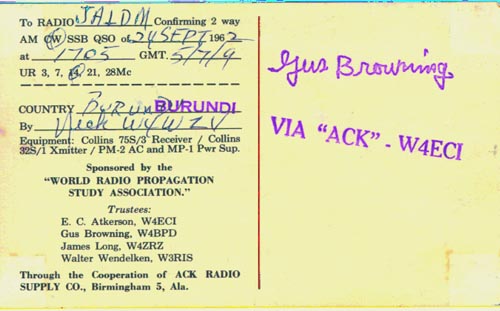 To RADIO JA1DM Confirming 2 way
AM CW/SSB QSO of 24 SEPT 1962
at 1705 GMT. 5/7/9
UR 3, 7, 14, 21, 28Mc
COUNTRY BURUNDI BURUNDI
By
Equipment: Collins 75S/3 Receiver / Collins
32S/1 Xmitter / PM-2 AC and MP-1 Pwr Sup.
Sponsored by the
"WORLD RADIO PROPAGATION
STUDY ASSOCIATION."
Trustees:
E. C. Atkerson, W4ECI
Gus Browning, W4BPD
James Long, W4ZRZ
Walter Wendelken, W3RIS
Through the Cooperation of ACK RADIO
SUPPLY CO., Birmingham 5, Ala.
Gus Browning
VIA "ACK" - W4ECI